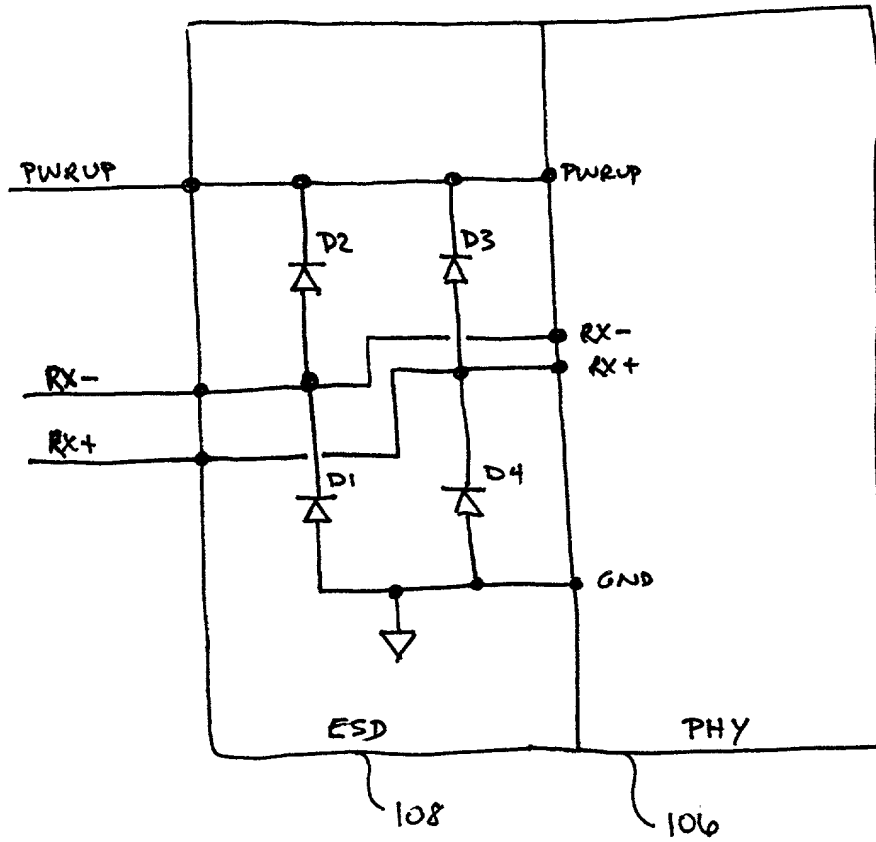 PWRUP
PWRUP
D2
D3
RX-
RX+
RX-
RX+
D1
D4
GND
ESD
PHY
108
106